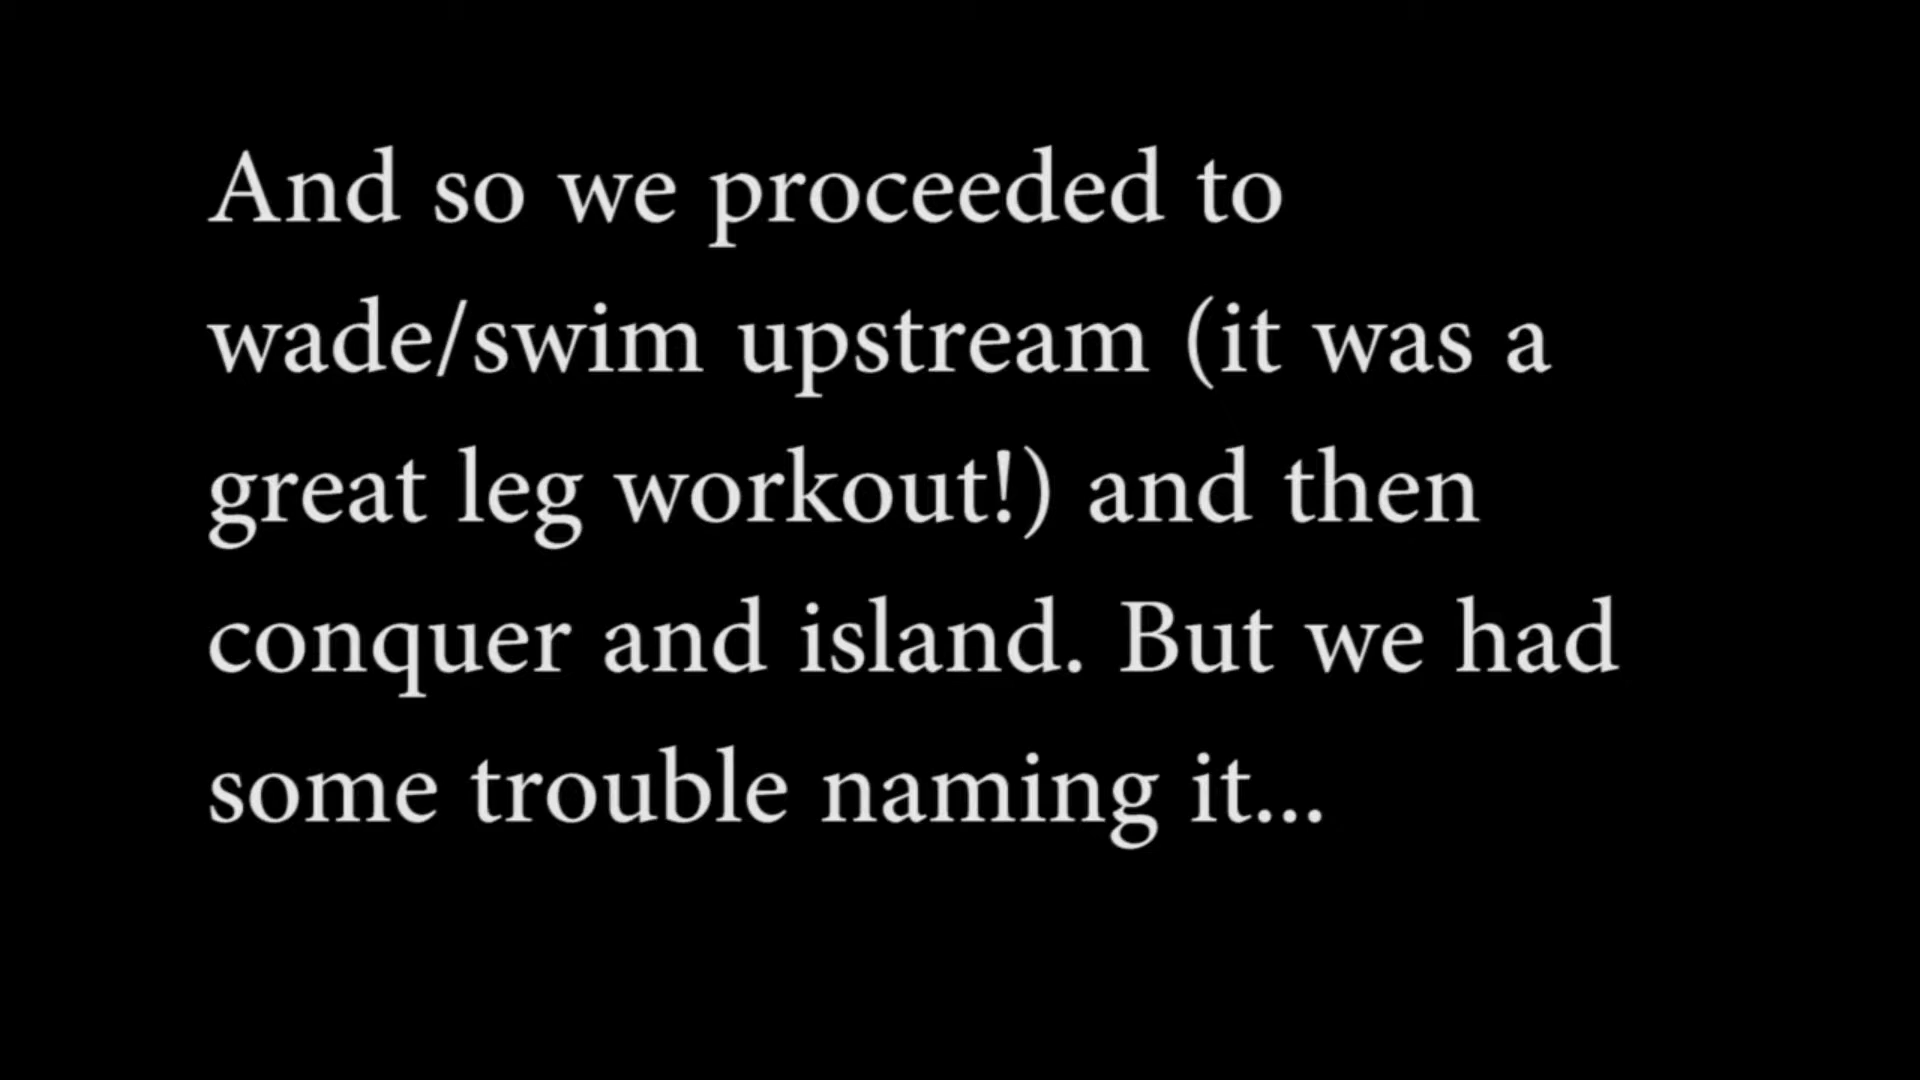 And so we proceeded to
wade/swim upstream (it was a
great leg workout!) and then
conquer and island. But we had
some trouble naming it...